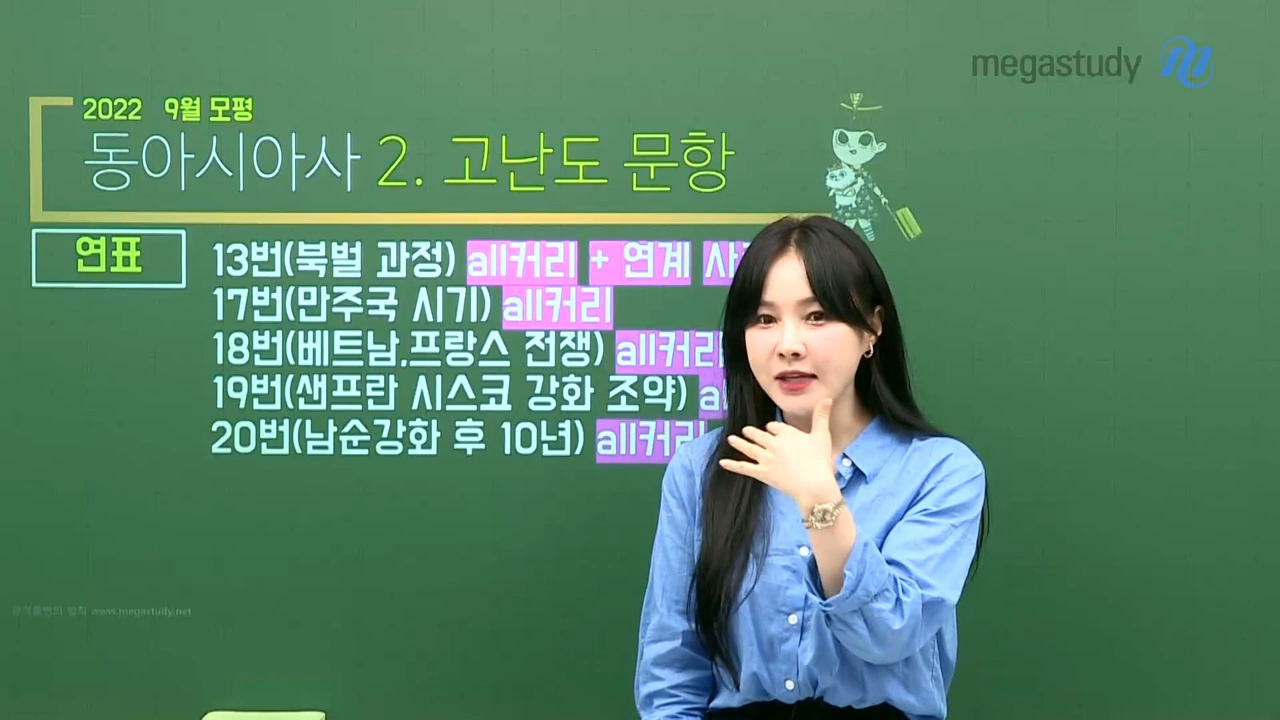 megastudy
2022 9월 모평
동아시아사 2. 고난도 문항
연표
13번(북벌 과정) all커리 + 연계
17번(만주국 시기) all커리
18번(베트남,프랑스 전쟁) all커리
19번(샌프란 시스코 강화 조약)
20번(남순강화 후 10년) all커리
www.megastudy.net